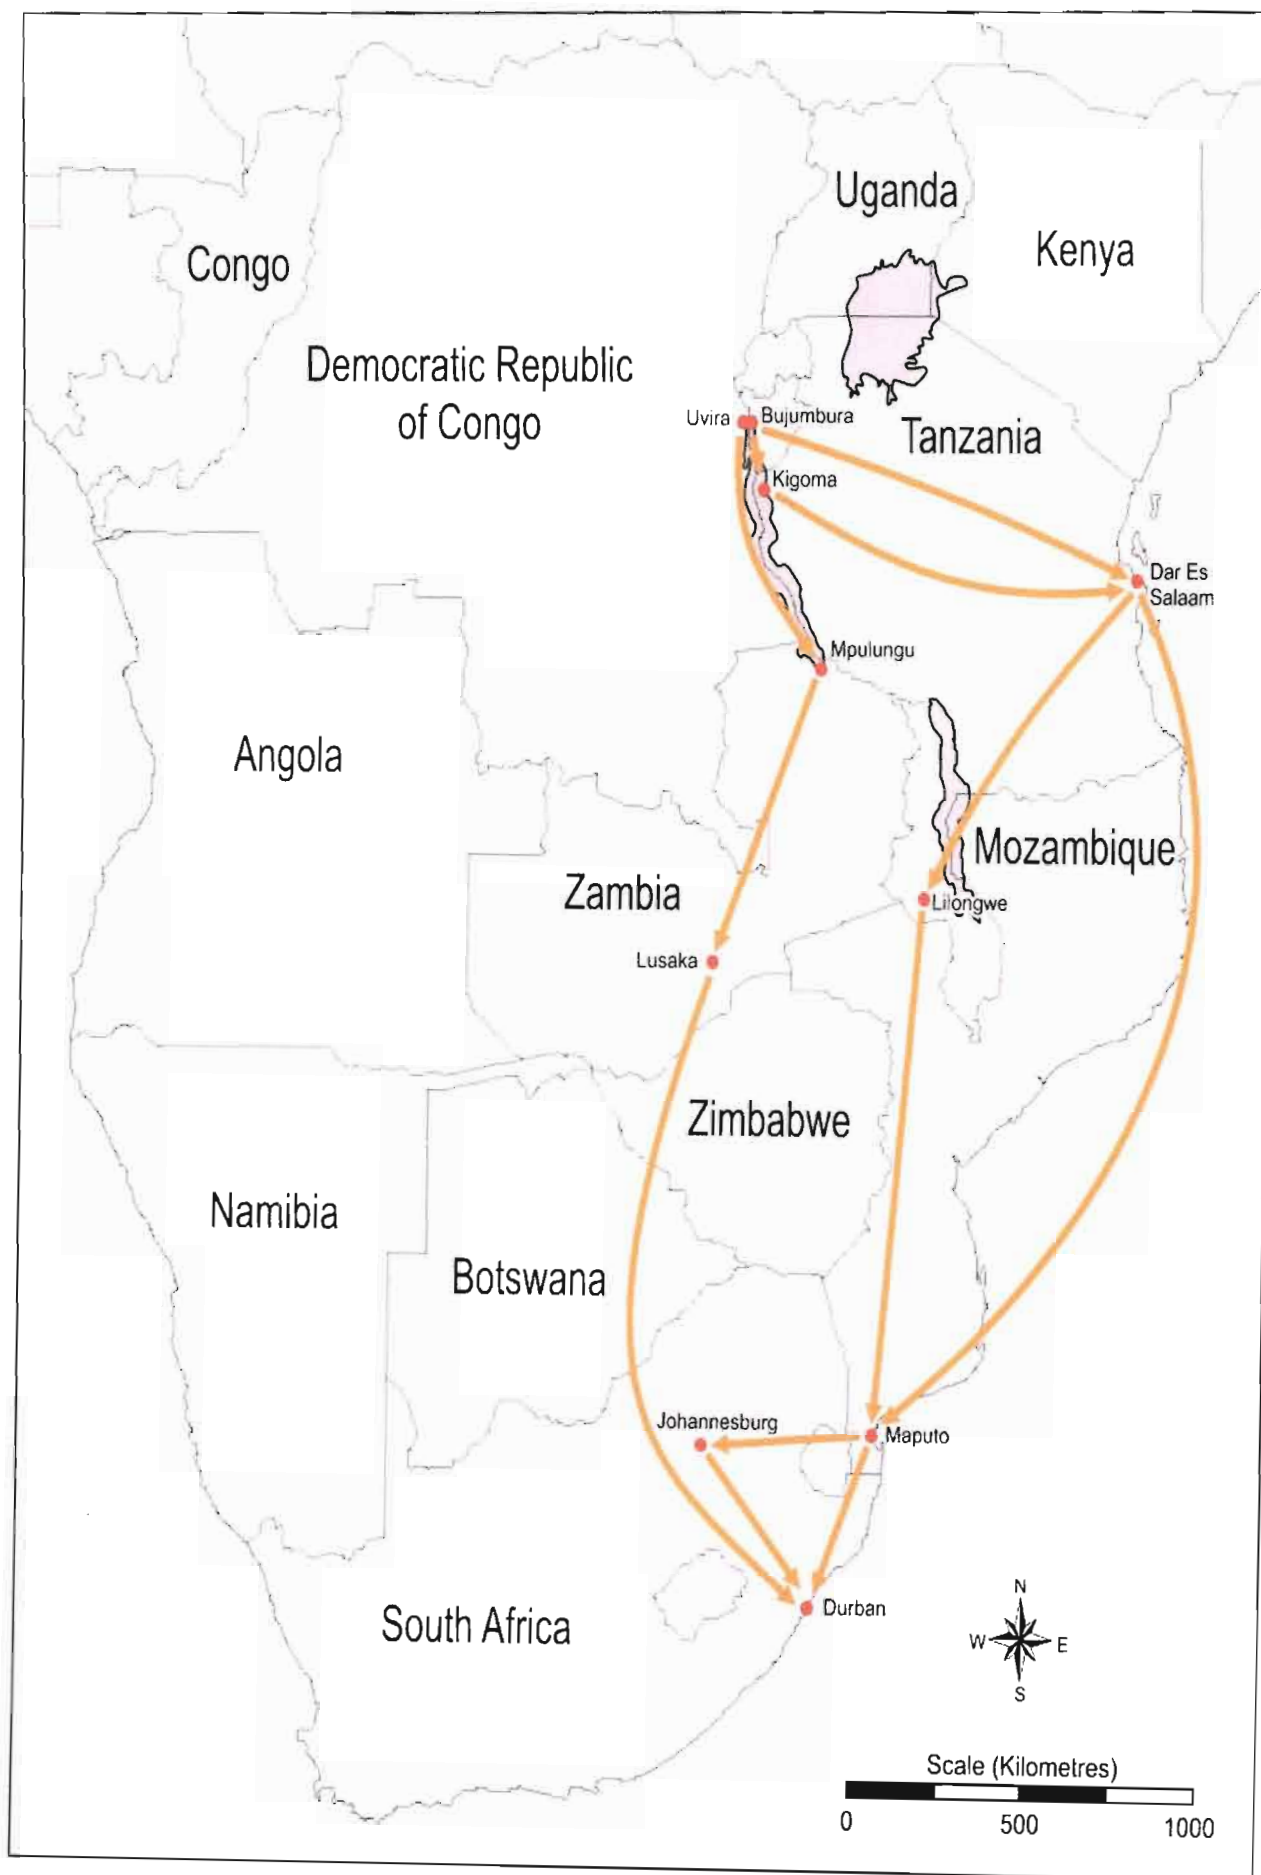 Uganda
Kenya
Congo
Democratic Republic
of Congo
Uvira
Bujumbura
Tanzania
Kigoma
Dar Es
Salaam
Mpulungu
Angola
Mozambique
Zambia
Lilongwe
Lusaka
Zimbabwe
Namibia
Botswana
Johannesburg
Maputo
South Africa
Durban
N
W
E
S
Scale (Kilometres)
0
500
1000